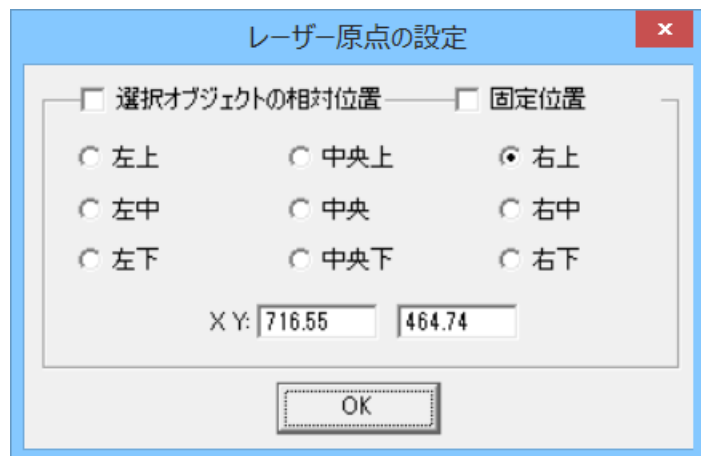 レーザー原点の設定
x
選択オブジェクトの相対位置 固定位置
左上 中央上 右上
左中 中央 右中
左下 中央下 右下
X Y: 716.55 464.74
OK